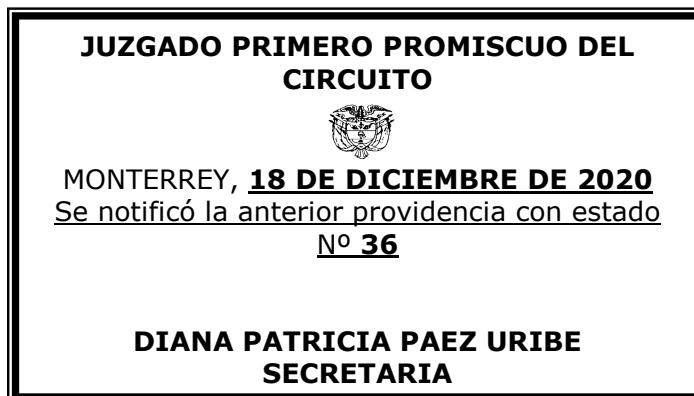 JUZGADO PRIMERO PROMISCUO DEL
CIRCUITO
MONTERREY, 18 DE DICIEMBRE DE 2020
Se notificó la anterior providencia con estado
Nº 36
DIANA PATRICIA PAEZ URIBE
SECRETARIA